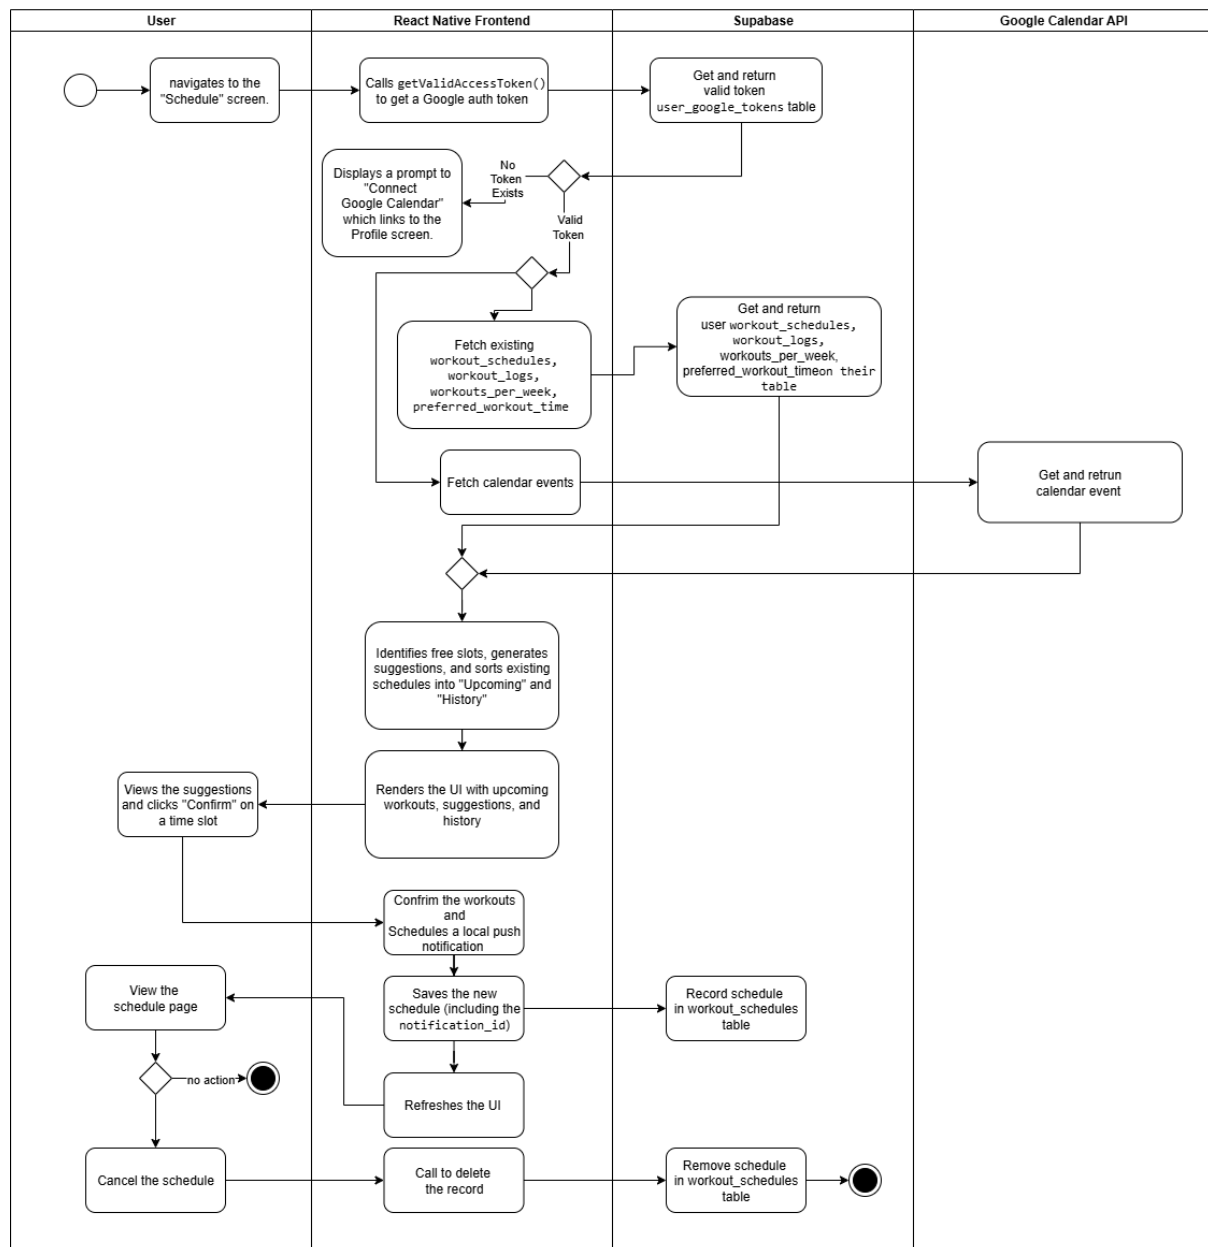 User
React Native Frontend
Supabase
Google Calendar API
navigates to the
"Schedule" screen.
Calls getValidAccessToken()
to get a Google auth token
Get and return
valid token
user_google_tokens table
No
Token
Exists
Displays a prompt to
"Connect
Google Calendar"
which links to the
Profile screen.
Valid
Token
Fetch existing
workout_schedules,
workout_logs,
workouts_per_week,
preferred_workout_time
Get and return
user workout_schedules,
workout_logs,
workouts_per_week,
preferred_workout_timeon their
table
Fetch calendar events
Get and retrun
calendar event
Identifies free slots, generates
suggestions, and sorts existing
schedules into "Upcoming" and
"History"
Renders the UI with upcoming
workouts, suggestions, and
history
Views the suggestions
and clicks "Confirm" on
a time slot
Confrim the workouts
and
Schedules a local push
notification
Saves the new
schedule (including the
notification_id)
Record schedule
in workout_schedules
table
View the
schedule page
no action
Refreshes the UI
Cancel the schedule
Call to delete
the record
Remove schedule
in workout_schedules
table